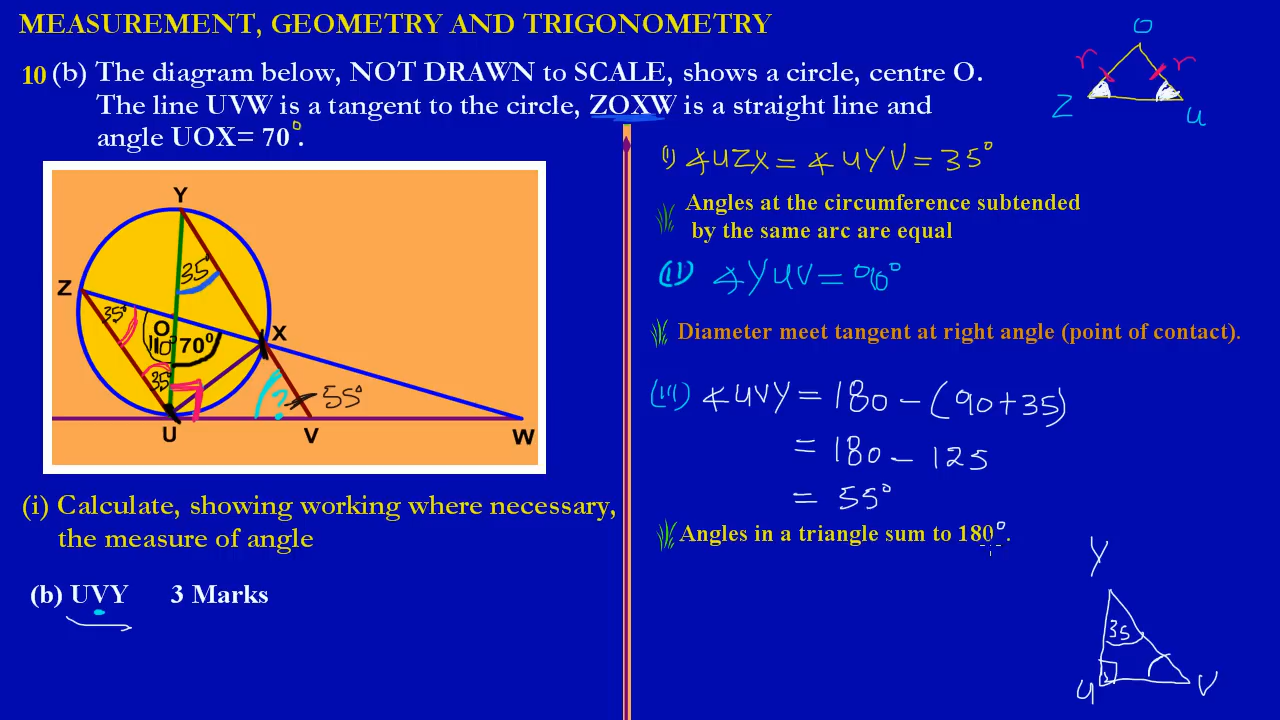 MEASUREMENT, GEOMETRY AND TRIGONOMETRY
10 (b) The diagram below, NOT DRAWN to SCALE, shows a circle, centre O.
The line UVW is a tangent to the circle, ZOXW is a straight line and
angle UOX= 70°.
Y
35°
Z
35°
O
110°
70°
X
35°
?
55°
U
V
W
(i) Calculate, showing working where necessary,
the measure of angle
(b) UVY 3 Marks
O
r r
Z
U
(i) ∡UZX = ∡UYV = 35°
Angles at the circumference subtended
by the same arc are equal
(ii) ∡YUV = 90°
Diameter meet tangent at right angle (point of contact).
(iii) ∡UVY = 180 - (90+35)
= 180 - 125
= 55°
Angles in a triangle sum to 180°.
Y
35
U
V